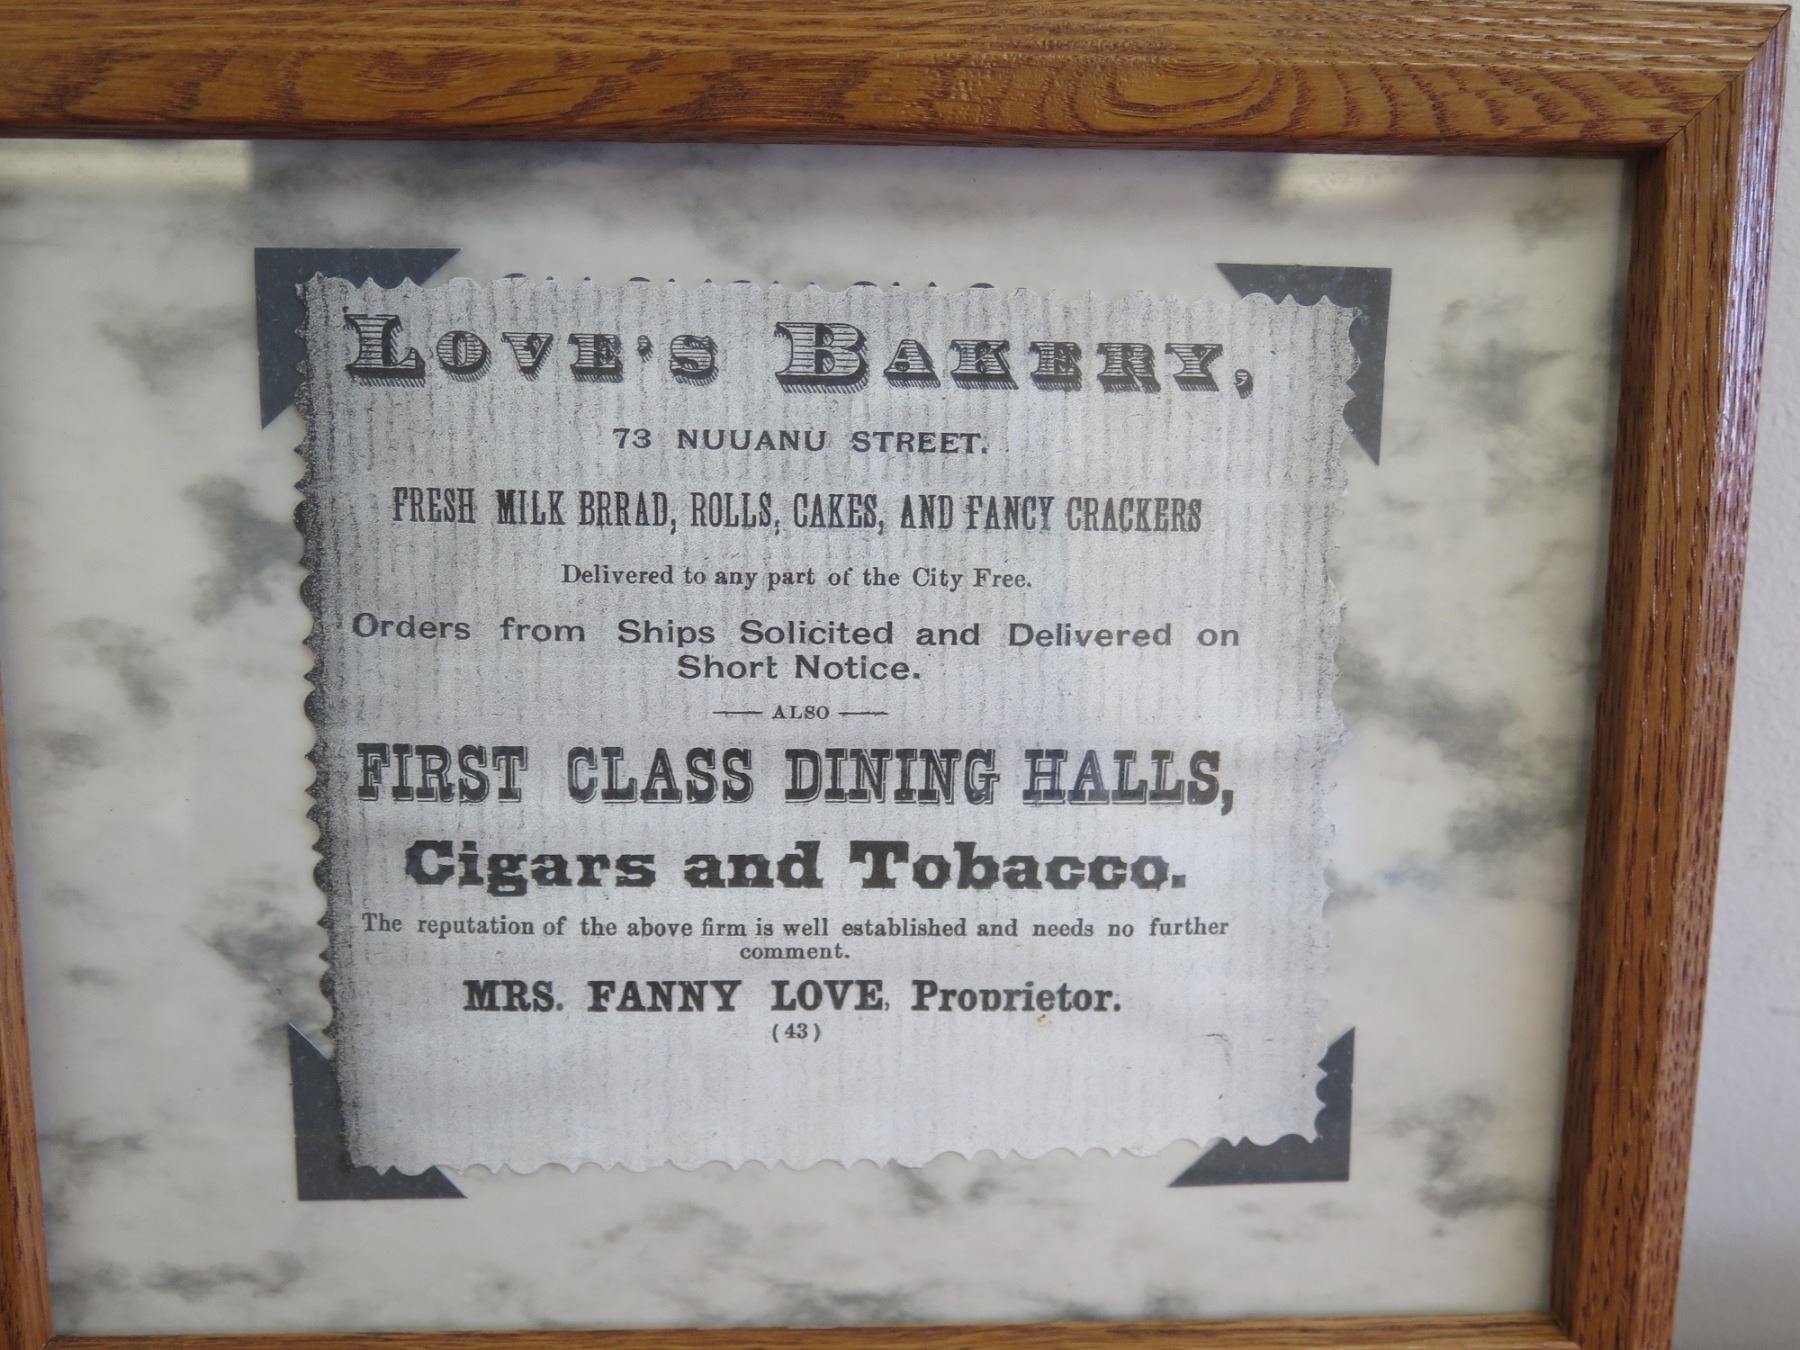 LOVE'S BAKERY,
73 NUUANU STREET.
FRESH MILK BRRAD, ROLLS, CAKES, AND FANCY CRACKERS
Delivered to any part of the City Free.
Orders from Ships Solicited and Delivered on
Short Notice.
— ALSO —
FIRST CLASS DINING HALLS,
Cigars and Tobacco.
The reputation of the above firm is well established and needs no further
comment.
MRS. FANNY LOVE, Proprietor.
(43)